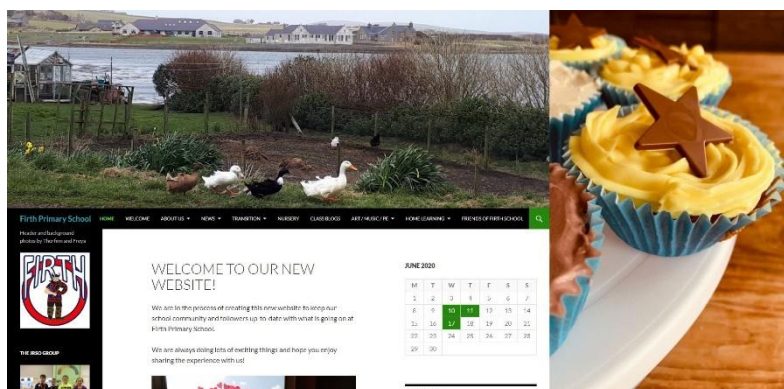 Firth Primary School
HOME
WELCOME
ABOUT US
NEWS
TRANSITION
NURSERY
CLASS BLOGS
ART / MUSIC / PE
HOME LEARNING
FRIENDS OF FIRTH SCHOOL
Header and background
photos by Thorfinn and Freya
FIRTH
THE JRSO GROUP
WELCOME TO OUR NEW
WEBSITE!
We are in the process of creating this new website to keep our
school community and followers up-to-date with what is going on at
Firth Primary School.
We are always doing lots of exciting things and hope you enjoy
sharing the experience with us!
JUNE 2020
M T W T F S S
1 2 3 4 5 6 7
8 9 10 11 12 13 14
15 16 17 18 19 20 21
22 23 24 25 26 27 28
29 30